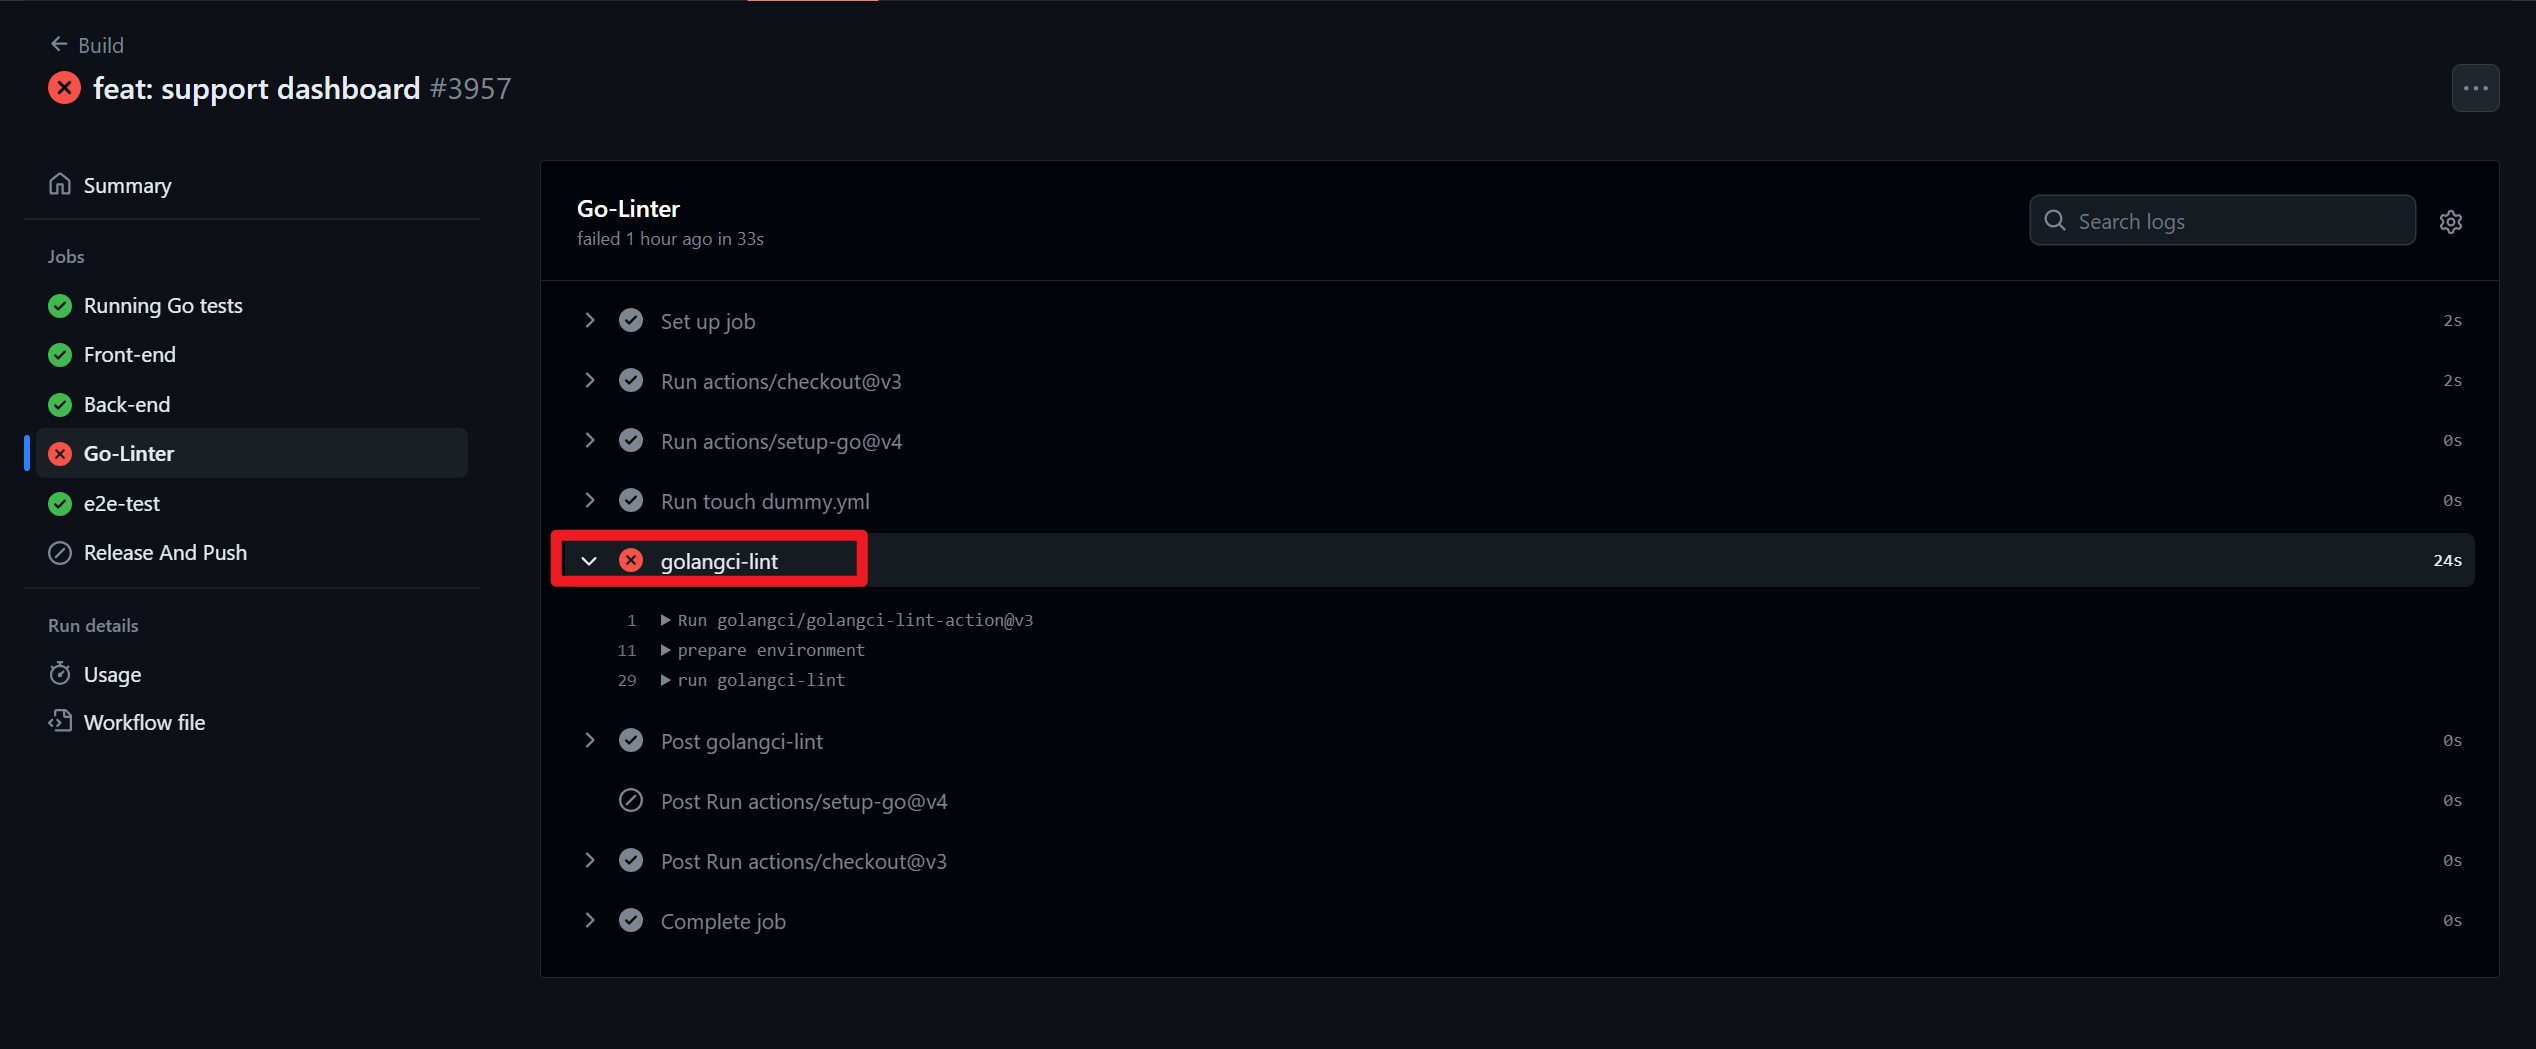 Build
feat: support dashboard #3957
Summary
Jobs
Running Go tests
Front-end
Back-end
Go-Linter
e2e-test
Release And Push
Run details
Usage
Workflow file
Go-Linter
failed 1 hour ago in 33s
Search logs
Set up job 2s
Run actions/checkout@v3 2s
Run actions/setup-go@v4 0s
Run touch dummy.yml 0s
golangci-lint 24s
1 Run golangci/golangci-lint-action@v3
11 prepare environment
29 run golangci-lint
Post golangci-lint 0s
Post Run actions/setup-go@v4 0s
Post Run actions/checkout@v3 0s
Complete job 0s